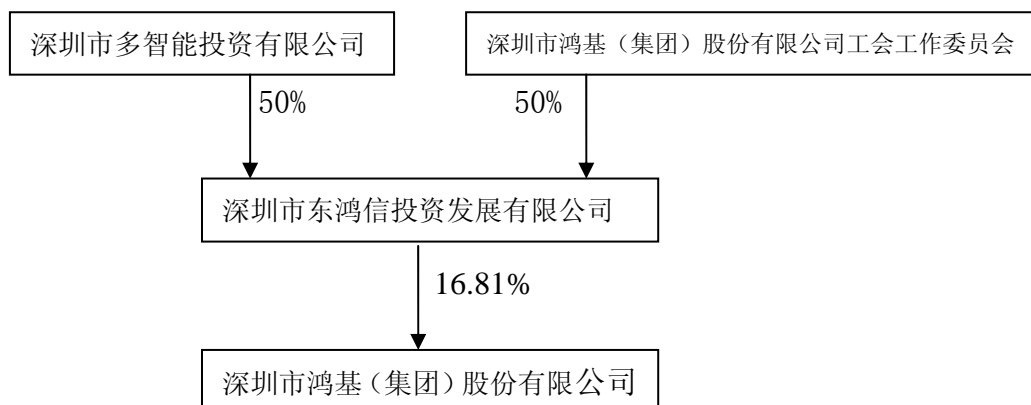 深圳市多智能投资有限公司
深圳市鸿基（集团）股份有限公司工会工作委员会
50%
50%
深圳市东鸿信投资发展有限公司
16.81%
深圳市鸿基（集团）股份有限公司